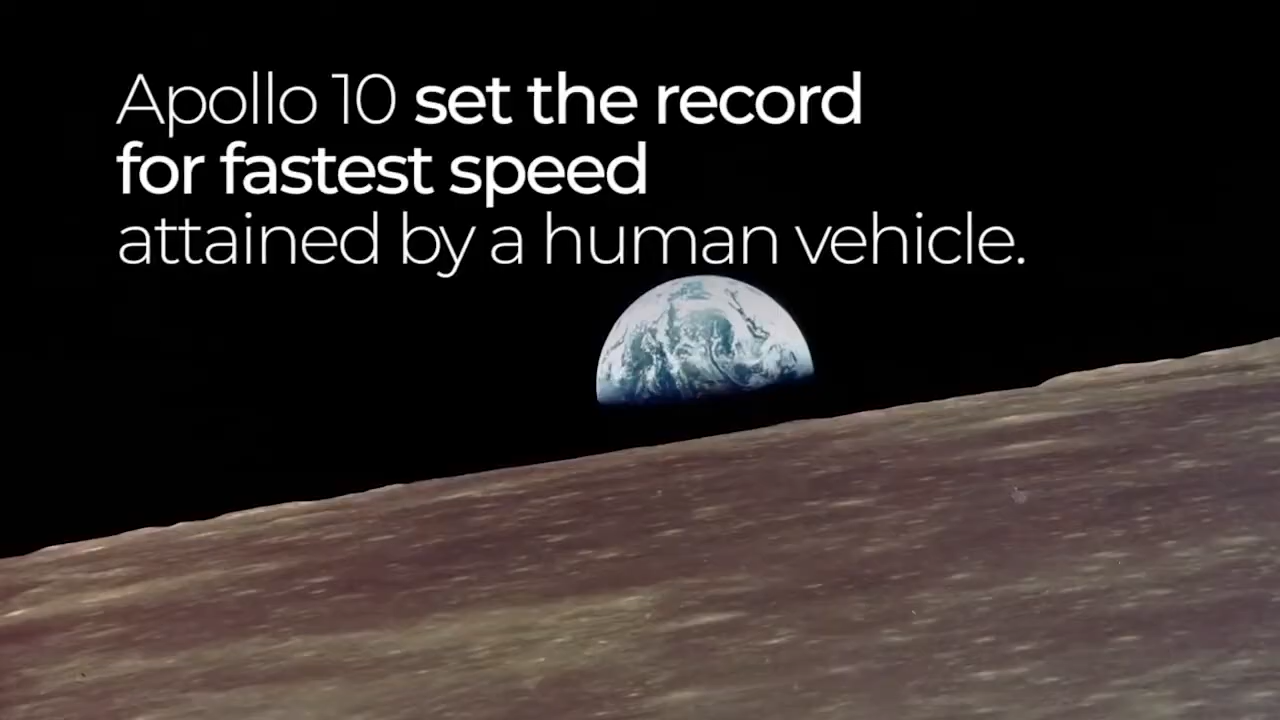 Apollo 10 set the record
for fastest speed
attained by a human vehicle.